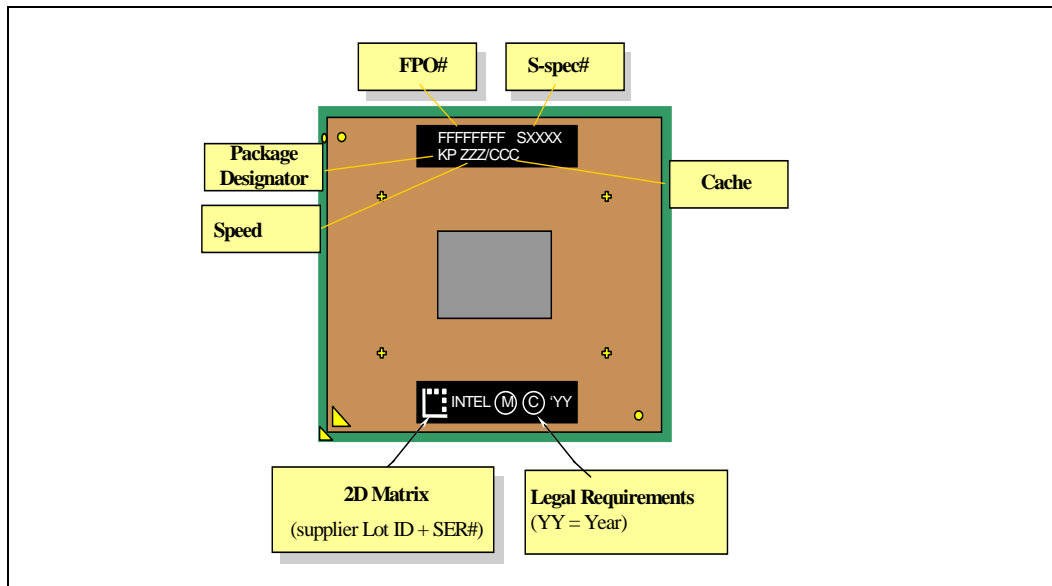 FPO#
S-spec#
FFFFFFFF SXXXX
KP ZZZ/CCC
Package
Designator
Cache
Speed
INTEL M C 'YY
2D Matrix
(supplier Lot ID + SER#)
Legal Requirements
(YY = Year)